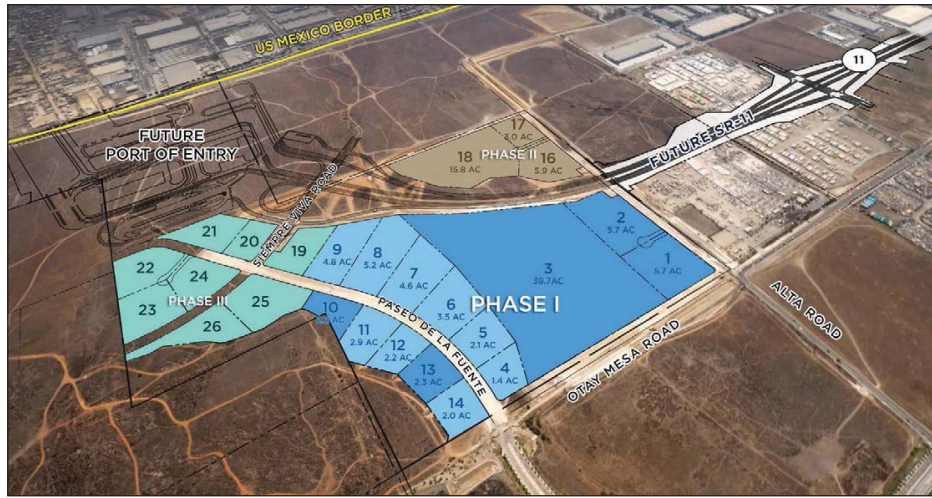 US MEXICO BORDER
11
FUTURE
PORT OF ENTRY
FUTURE SR-11
17
3.0 AC
18
15.8 AC
PHASE II
16
5.9 AC
SIEMPRE VIVA ROAD
21
20
19
22
24
23
PHASE III
25
26
9
4.8 AC
8
5.2 AC
7
4.6 AC
6
3.5 AC
5
2.1 AC
4
1.4 AC
3
39.7 AC
PHASE I
2
5.7 AC
1
5.7 AC
10
11
2.9 AC
12
2.2 AC
13
2.3 AC
14
2.0 AC
PASEO DE LA FUENTE
OTAY MESA ROAD
ALTA ROAD